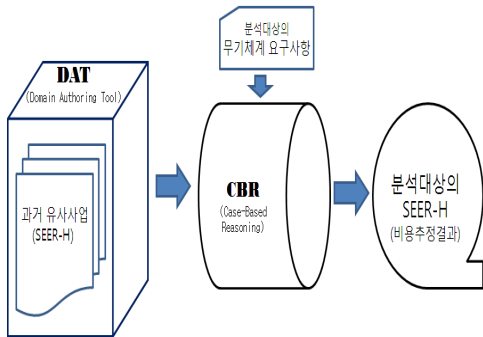 분석대상의
무기체계 요구사항
DAT
(Domain Authoring Tool)
과거 유사사업
(SEER-H)
CBR
(Case-Based
Reasoning)
분석대상의
SEER-H
(비용추정결과)